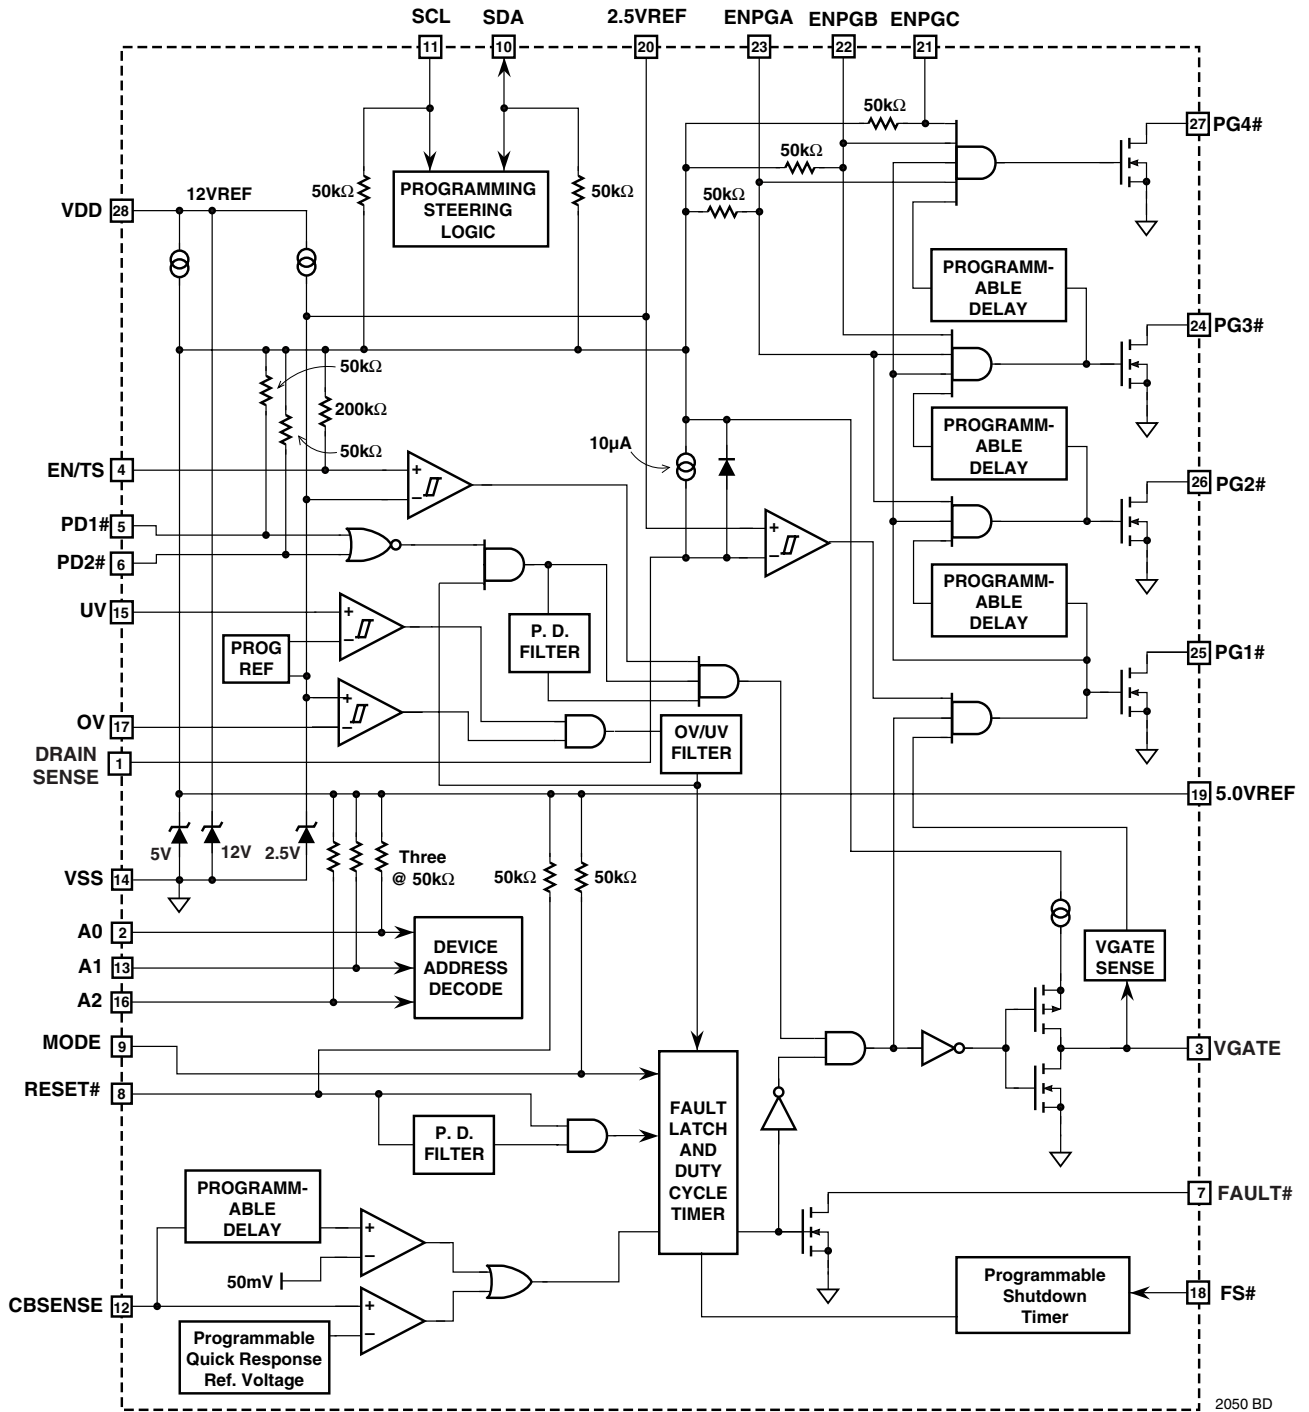 SCL
SDA
2.5VREF
ENPGA
ENPGB
ENPGC
11
10
20
23
22
21
50kΩ
27
PG4#
50kΩ
50kΩ
PROGRAMMING
STEERING
LOGIC
50kΩ
50kΩ
12VREF
VDD
28
PROGRAMM-
ABLE
DELAY
24
PG3#
50kΩ
200kΩ
50kΩ
10µA
PROGRAMM-
ABLE
DELAY
EN/TS
4
+
−
26
PG2#
PD1#
5
PD2#
6
+
−
PROGRAMM-
ABLE
DELAY
UV
15
+
−
P. D.
FILTER
PROG
REF
25
PG1#
OV
17
+
−
OV/UV
FILTER
DRAIN
SENSE
1
19
5.0VREF
5V
12V
2.5V
Three
@ 50kΩ
50kΩ
50kΩ
VSS
14
A0
2
A1
13
A2
16
DEVICE
ADDRESS
DECODE
VGATE
SENSE
MODE
9
3
VGATE
RESET#
8
P. D.
FILTER
FAULT
LATCH
AND
DUTY
CYCLE
TIMER
PROGRAMM-
ABLE
DELAY
7
FAULT#
+
−
50mV
CBSENSE
12
+
−
Programmable
Shutdown
Timer
18
FS#
Programmable
Quick Response
Ref. Voltage
2050 BD